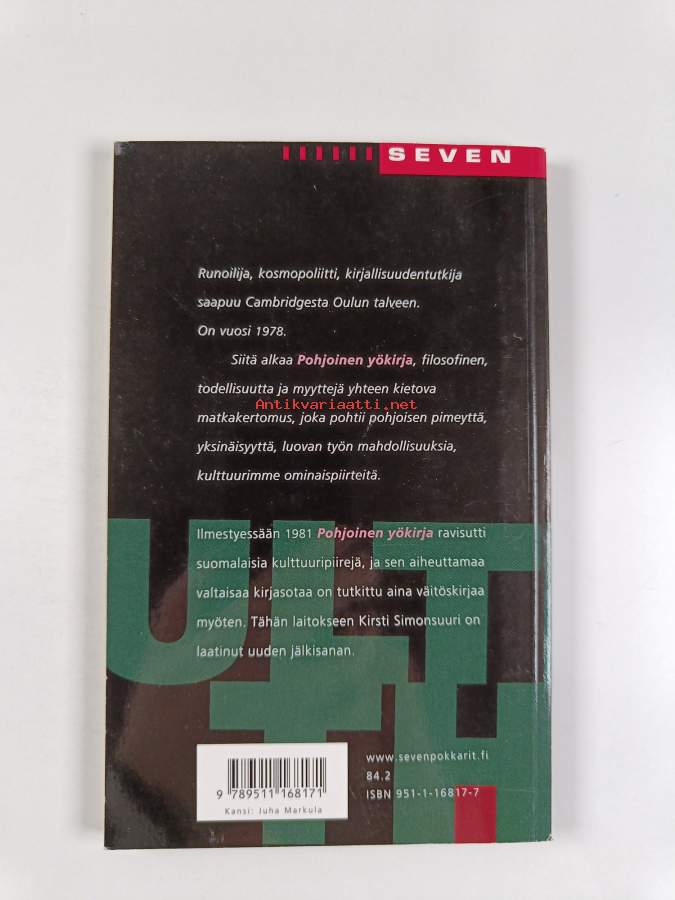 SEVEN
Runoilija, kosmopoliitti, kirjallisuudentutkija
saapuu Cambridgesta Oulun talveen.
On vuosi 1978.
Siitä alkaa Pohjoinen yökirja, filosofinen,
todellisuutta ja myyttejä yhteen kietova
Antikvariaatti.net
matkakertomus, joka pohtii pohjoisen pimeyttä,
yksinäisyyttä, luovan työn mahdollisuuksia,
kulttuurimme ominaispiirteitä.
Ilmestyessään 1981 Pohjoinen yökirja ravisutti
suomalaisia kulttuuripiirejä, ja sen aiheuttamaa
valtaisaa kirjasotaa on tutkittu aina väitöskirjaa
myöten. Tähän laitokseen Kirsti Simonsuuri on
laatinut uuden jälkisanan.
ULT
www.sevenpokkarit.fi
84.2
ISBN 951-1-16817-7
9 789511 168171
Kansi: Juha Markula